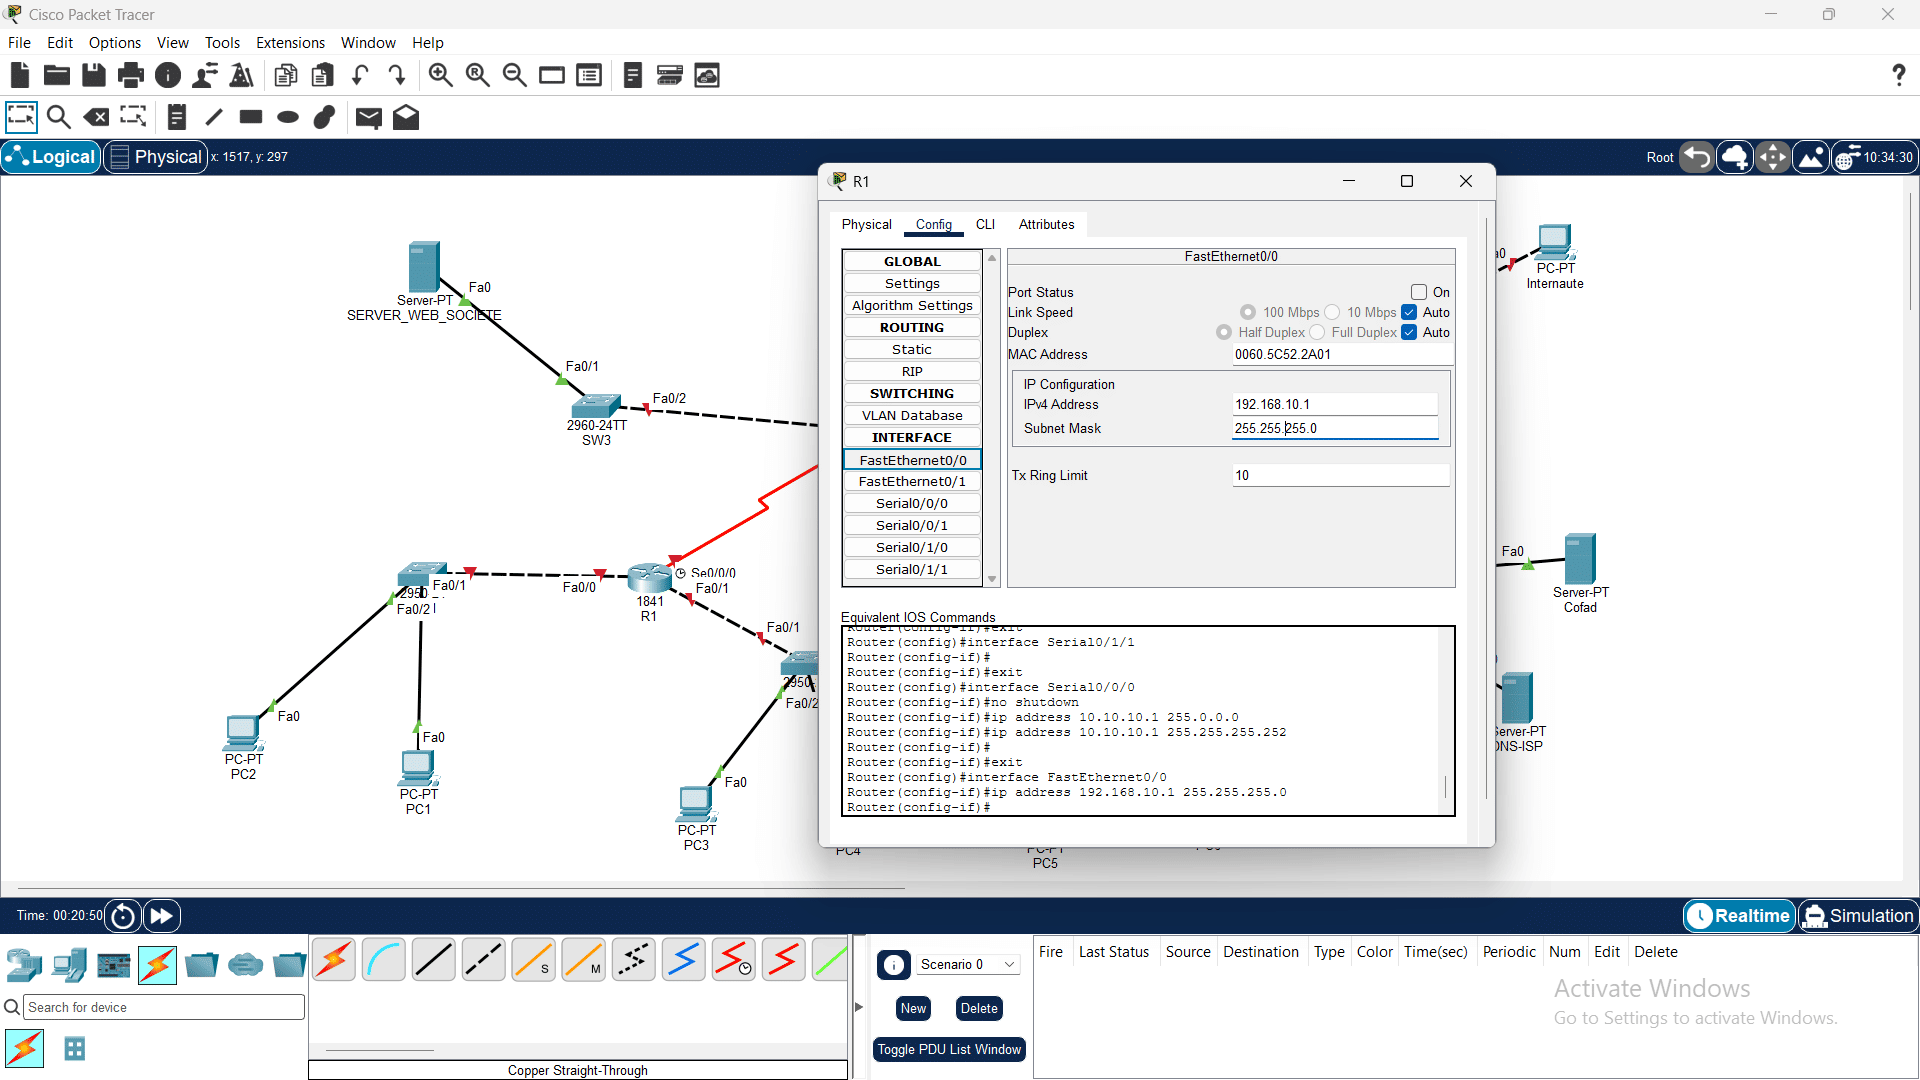 Cisco Packet Tracer
File Edit Options View Tools Extensions Window Help
Logical Physical x: 1517, y: 297
Root 10:34:30
R1
Physical Config CLI Attributes
GLOBAL
Settings
Algorithm Settings
ROUTING
Static
RIP
SWITCHING
VLAN Database
INTERFACE
FastEthernet0/0
FastEthernet0/1
Serial0/0/0
Serial0/0/1
Serial0/1/0
Serial0/1/1
FastEthernet0/0
Port Status On
Link Speed 100 Mbps 10 Mbps Auto
Duplex Half Duplex Full Duplex Auto
MAC Address 0060.5C52.2A01
IP Configuration
IPv4 Address 192.168.10.1
Subnet Mask 255.255.255.0
Tx Ring Limit 10
Equivalent IOS Commands
Router(config-if)#exit
Router(config)#interface Serial0/1/1
Router(config-if)#
Router(config-if)#exit
Router(config)#interface Serial0/0/0
Router(config-if)#no shutdown
Router(config-if)#ip address 10.10.10.1 255.0.0.0
Router(config-if)#ip address 10.10.10.1 255.255.255.252
Router(config-if)#
Router(config-if)#exit
Router(config)#interface FastEthernet0/0
Router(config-if)#ip address 192.168.10.1 255.255.255.0
Router(config-if)#
Fa0
Server-PT
SERVER_WEB_SOCIETE
Fa0/1
Fa0/2
2960-24TT
SW3
PC-PT
Internaute
Fa0
Server-PT
Cofad
Fa0/1
Fa0/2
Fa0/0
Se0/0/0
Fa0/1
1841
R1
Fa0/1
2950-
Fa0/2
Fa0
PC-PT
PC2
Fa0
PC-PT
PC1
Fa0
PC-PT
PC3
PC4
PC-PT
PC5
Time: 00:20:50
Realtime Simulation
Search for device
S
M
Copper Straight-Through
Scenario 0
New Delete
Toggle PDU List Window
Fire Last Status Source Destination Type Color Time(sec) Periodic Num Edit Delete
Activate Windows
Go to Settings to activate Windows.